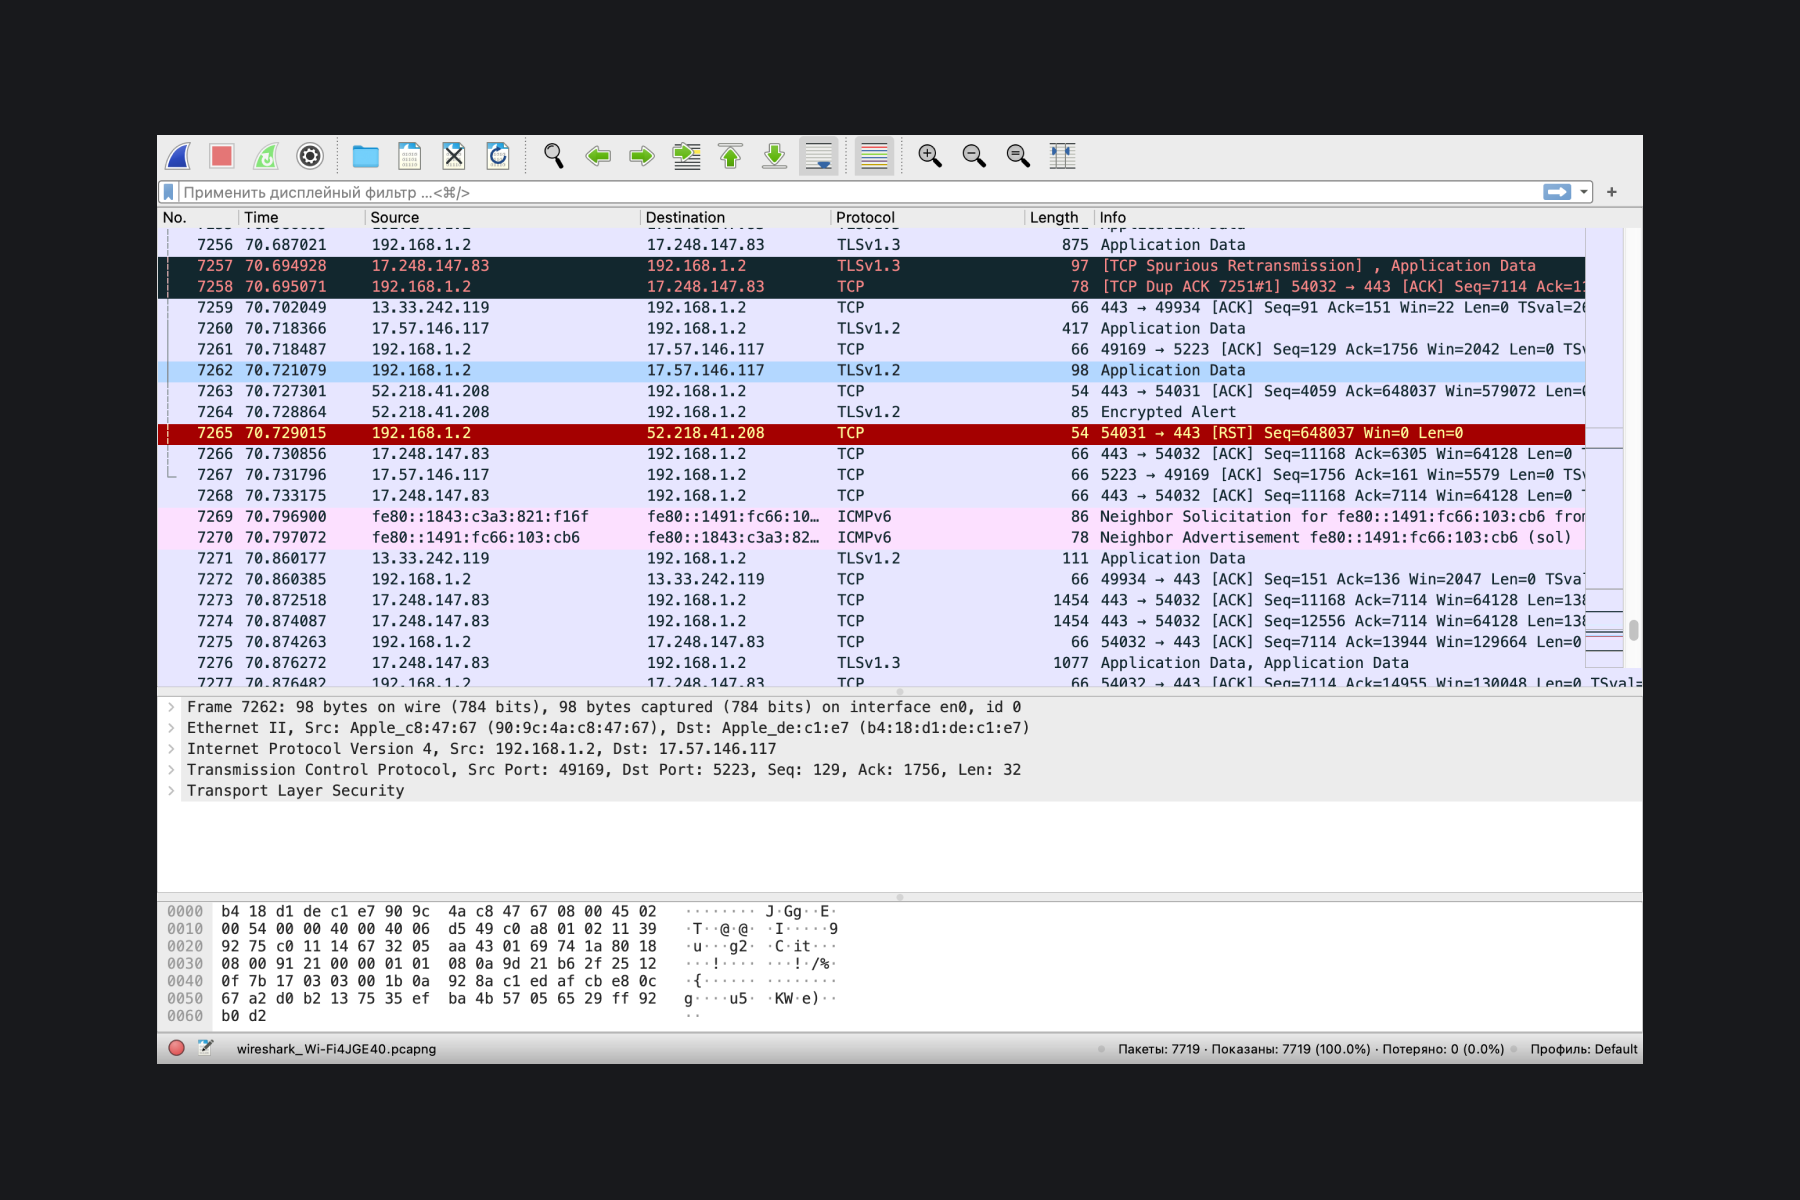 Применить дисплейный фильтр ...<⌘/>
+
No. Time Source Destination Protocol Length Info
7256 70.687021 192.168.1.2 17.248.147.83 TLSv1.3 875 Application Data
7257 70.694928 17.248.147.83 192.168.1.2 TLSv1.3 97 [TCP Spurious Retransmission] , Application Data
7258 70.695071 192.168.1.2 17.248.147.83 TCP 78 [TCP Dup ACK 7251#1] 54032 → 443 [ACK] Seq=7114 Ack=11
7259 70.702049 13.33.242.119 192.168.1.2 TCP 66 443 → 49934 [ACK] Seq=91 Ack=151 Win=22 Len=0 TSval=26
7260 70.718366 17.57.146.117 192.168.1.2 TLSv1.2 417 Application Data
7261 70.718487 192.168.1.2 17.57.146.117 TCP 66 49169 → 5223 [ACK] Seq=129 Ack=1756 Win=2042 Len=0 TSv
7262 70.721079 192.168.1.2 17.57.146.117 TLSv1.2 98 Application Data
7263 70.727301 52.218.41.208 192.168.1.2 TCP 54 443 → 54031 [ACK] Seq=4059 Ack=648037 Win=579072 Len=0
7264 70.728864 52.218.41.208 192.168.1.2 TLSv1.2 85 Encrypted Alert
7265 70.729015 192.168.1.2 52.218.41.208 TCP 54 54031 → 443 [RST] Seq=648037 Win=0 Len=0
7266 70.730856 17.248.147.83 192.168.1.2 TCP 66 443 → 54032 [ACK] Seq=11168 Ack=6305 Win=64128 Len=0 T
7267 70.731796 17.57.146.117 192.168.1.2 TCP 66 5223 → 49169 [ACK] Seq=1756 Ack=161 Win=5579 Len=0 TSv
7268 70.733175 17.248.147.83 192.168.1.2 TCP 66 443 → 54032 [ACK] Seq=11168 Ack=7114 Win=64128 Len=0 T
7269 70.796900 fe80::1843:c3a3:821:f16f fe80::1491:fc66:10… ICMPv6 86 Neighbor Solicitation for fe80::1491:fc66:103:cb6 from
7270 70.797072 fe80::1491:fc66:103:cb6 fe80::1843:c3a3:82… ICMPv6 78 Neighbor Advertisement fe80::1491:fc66:103:cb6 (sol)
7271 70.860177 13.33.242.119 192.168.1.2 TLSv1.2 111 Application Data
7272 70.860385 192.168.1.2 13.33.242.119 TCP 66 49934 → 443 [ACK] Seq=151 Ack=136 Win=2047 Len=0 TSva
7273 70.872518 17.248.147.83 192.168.1.2 TCP 1454 443 → 54032 [ACK] Seq=11168 Ack=7114 Win=64128 Len=138
7274 70.874087 17.248.147.83 192.168.1.2 TCP 1454 443 → 54032 [ACK] Seq=12556 Ack=7114 Win=64128 Len=138
7275 70.874263 192.168.1.2 17.248.147.83 TCP 66 54032 → 443 [ACK] Seq=7114 Ack=13944 Win=129664 Len=0
7276 70.876272 17.248.147.83 192.168.1.2 TLSv1.3 1077 Application Data, Application Data
7277 70.876482 192.168.1.2 17.248.147.83 TCP 66 54032 → 443 [ACK] Seq=7114 Ack=14955 Win=130048 Len=0 TSval=
Frame 7262: 98 bytes on wire (784 bits), 98 bytes captured (784 bits) on interface en0, id 0
Ethernet II, Src: Apple_c8:47:67 (90:9c:4a:c8:47:67), Dst: Apple_de:c1:e7 (b4:18:d1:de:c1:e7)
Internet Protocol Version 4, Src: 192.168.1.2, Dst: 17.57.146.117
Transmission Control Protocol, Src Port: 49169, Dst Port: 5223, Seq: 129, Ack: 1756, Len: 32
Transport Layer Security
0000 b4 18 d1 de c1 e7 90 9c 4a c8 47 67 08 00 45 02 ········ J·Gg··E·
0010 00 54 00 00 40 00 40 06 d5 49 c0 a8 01 02 11 39 ·T··@·@· ·I·····9
0020 92 75 c0 11 14 67 32 05 aa 43 01 69 74 1a 80 18 ·u···g2· ·C·it···
0030 08 00 91 21 00 00 01 01 08 0a 9d 21 b6 2f 25 12 ···!···· ···!·/%·
0040 0f 7b 17 03 03 00 1b 0a 92 8a c1 ed af cb e8 0c ·{······ ········
0050 67 a2 d0 b2 13 75 35 ef ba 4b 57 05 65 29 ff 92 g····u5· ·KW·e)··
0060 b0 d2 ··
wireshark_Wi-Fi4JGE40.pcapng Пакеты: 7719 · Показаны: 7719 (100.0%) · Потеряно: 0 (0.0%) Профиль: Default